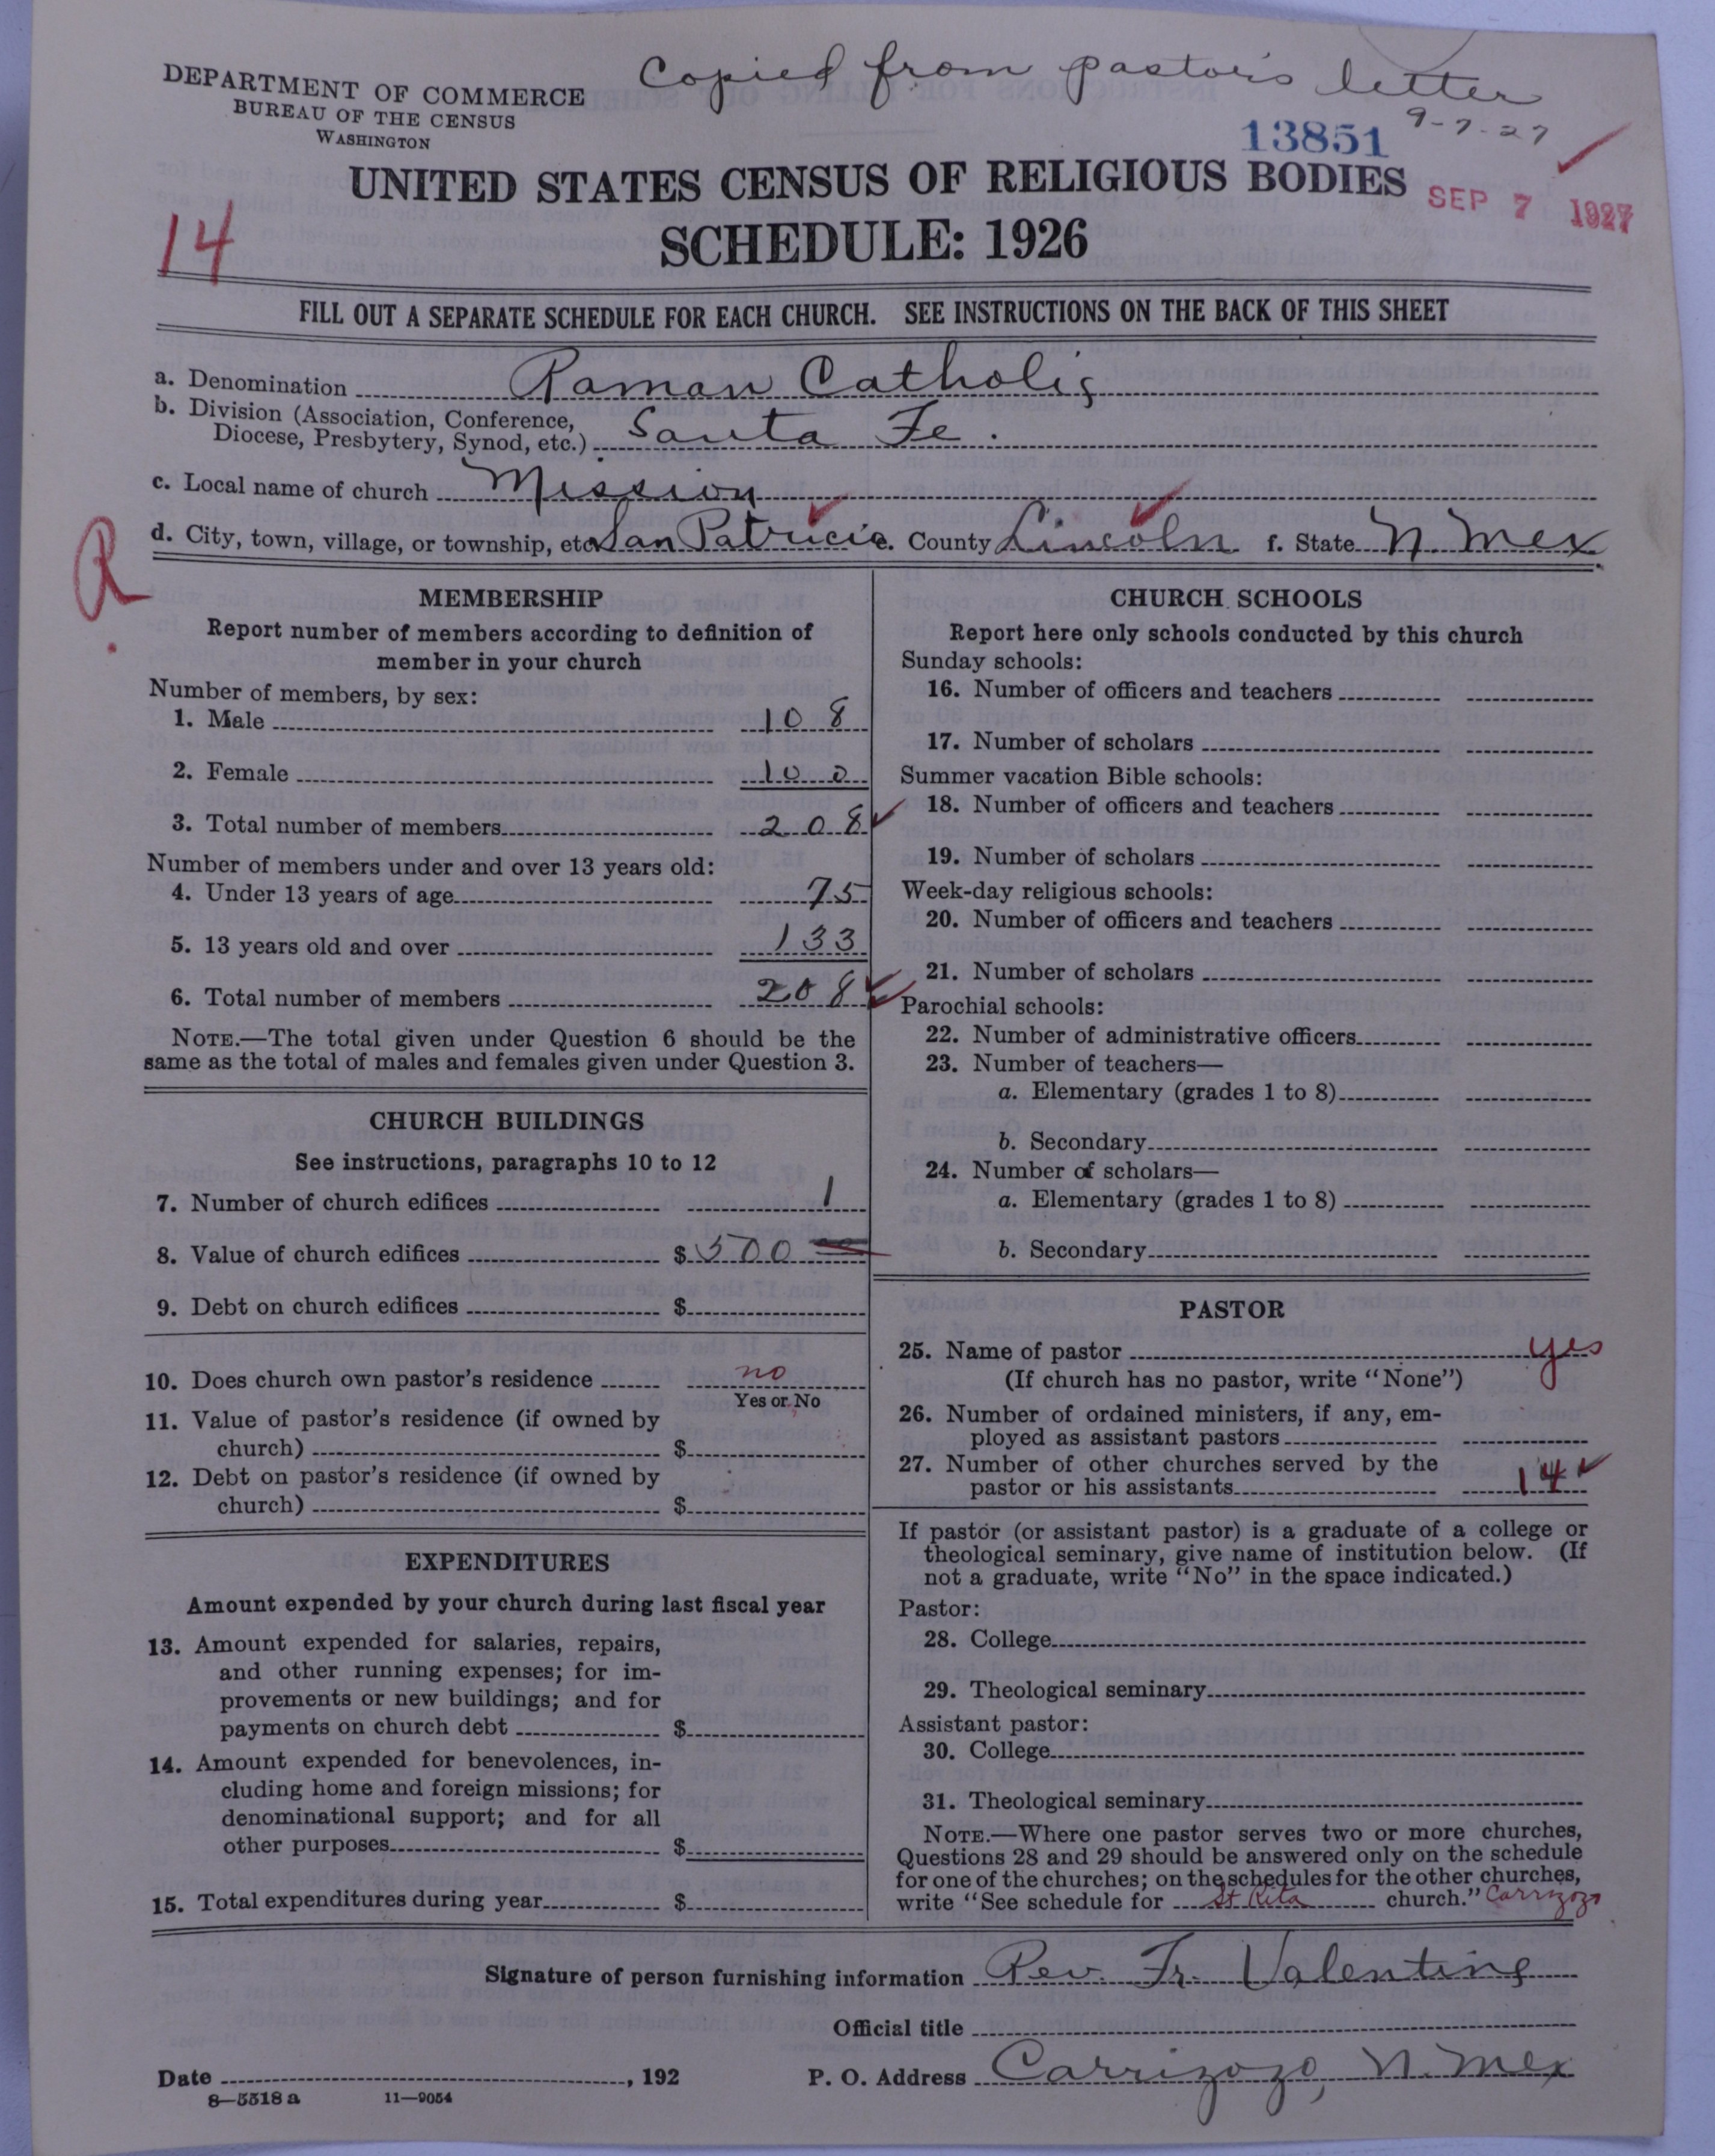 Copied from pastor's letter
9-7-27
DEPARTMENT OF COMMERCE
BUREAU OF THE CENSUS
WASHINGTON
13851
UNITED STATES CENSUS OF RELIGIOUS BODIES
SEP 7 1927
14
SCHEDULE: 1926
FILL OUT A SEPARATE SCHEDULE FOR EACH CHURCH. SEE INSTRUCTIONS ON THE BACK OF THIS SHEET
a. Denomination Roman Catholic
b. Division (Association, Conference,
Diocese, Presbytery, Synod, etc.) Santa Fe.
c. Local name of church Mission
d. City, town, village, or township, etc San Patricio e. County Lincoln f. State N. Mex
R.
MEMBERSHIP
Report number of members according to definition of
member in your church
Number of members, by sex:
1. Male 108
2. Female 100
3. Total number of members 208
Number of members under and over 13 years old:
4. Under 13 years of age 75
5. 13 years old and over 133
6. Total number of members 208
NOTE.—The total given under Question 6 should be the
same as the total of males and females given under Question 3.
CHURCH BUILDINGS
See instructions, paragraphs 10 to 12
7. Number of church edifices 1
8. Value of church edifices $ 500
9. Debt on church edifices $
10. Does church own pastor's residence no
Yes or No
11. Value of pastor's residence (if owned by
church) $
12. Debt on pastor's residence (if owned by
church) $
EXPENDITURES
Amount expended by your church during last fiscal year
13. Amount expended for salaries, repairs,
and other running expenses; for im-
provements or new buildings; and for
payments on church debt $
14. Amount expended for benevolences, in-
cluding home and foreign missions; for
denominational support; and for all
other purposes $
15. Total expenditures during year $
CHURCH SCHOOLS
Report here only schools conducted by this church
Sunday schools:
16. Number of officers and teachers
17. Number of scholars
Summer vacation Bible schools:
18. Number of officers and teachers
19. Number of scholars
Week-day religious schools:
20. Number of officers and teachers
21. Number of scholars
Parochial schools:
22. Number of administrative officers
23. Number of teachers—
a. Elementary (grades 1 to 8)
b. Secondary
24. Number of scholars—
a. Elementary (grades 1 to 8)
b. Secondary
PASTOR
25. Name of pastor yes
(If church has no pastor, write "None")
26. Number of ordained ministers, if any, em-
ployed as assistant pastors
27. Number of other churches served by the
pastor or his assistants 14
If pastor (or assistant pastor) is a graduate of a college or
theological seminary, give name of institution below. (If
not a graduate, write "No" in the space indicated.)
Pastor:
28. College
29. Theological seminary
Assistant pastor:
30. College
31. Theological seminary
NOTE.—Where one pastor serves two or more churches,
Questions 28 and 29 should be answered only on the schedule
for one of the churches; on the schedules for the other churches,
write "See schedule for St Rita church." Carrizozo
Signature of person furnishing information Rev. Fr. Valentine
Official title
Date , 192
P. O. Address Carrizozo, N. Mex
8—5518 a 11—9054